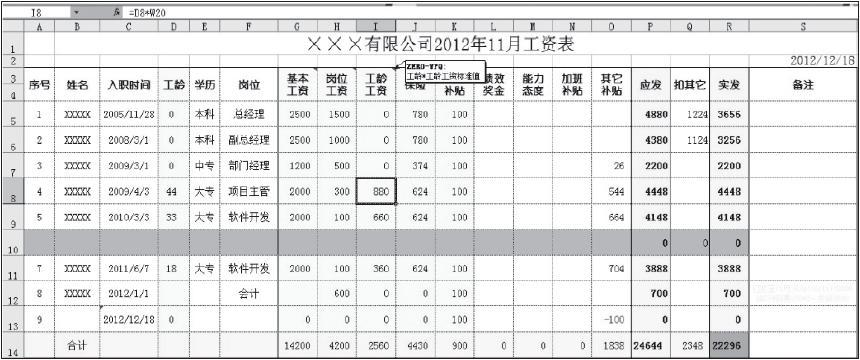 I8 =D8*W20
A B C D E F G H I J K L M N O P Q R S
1 ×××有限公司2012年11月工资表
2 2012/12/18
ZERO-W7Q:
工龄*工龄工资标准值
3 4 序号 姓名 入职时间 工龄 学历 岗位 基本工资 岗位工资 工龄工资 保险 补贴 绩效奖金 能力态度 加班补贴 其它补贴 应发 扣其它 实发 备注
5 1 XXXXX 2005/11/28 0 本科 总经理 2500 1500 0 780 100 4880 1224 3656
6 2 XXXXX 2008/3/1 0 本科 副总经理 2500 1000 0 780 100 4380 1124 3256
7 3 XXXXX 2009/3/1 0 中专 部门经理 1200 500 0 374 100 26 2200 2200
8 4 XXXXX 2009/4/3 44 大专 项目主管 2000 300 880 624 100 544 4448 4448
9 5 XXXXX 2010/3/3 33 大专 软件开发 2000 100 660 624 100 664 4148 4148
10 0 0 0
11 7 XXXXX 2011/6/7 18 大专 软件开发 2000 100 360 624 100 704 3888 3888
12 8 XXXXX 2012/1/1 会计 600 0 0 100 700 700
13 9 2012/12/18 0 0 0 0 0 100 -100 0 0
14 合计 14200 4200 2560 4430 900 0 0 0 1838 24644 2348 22296